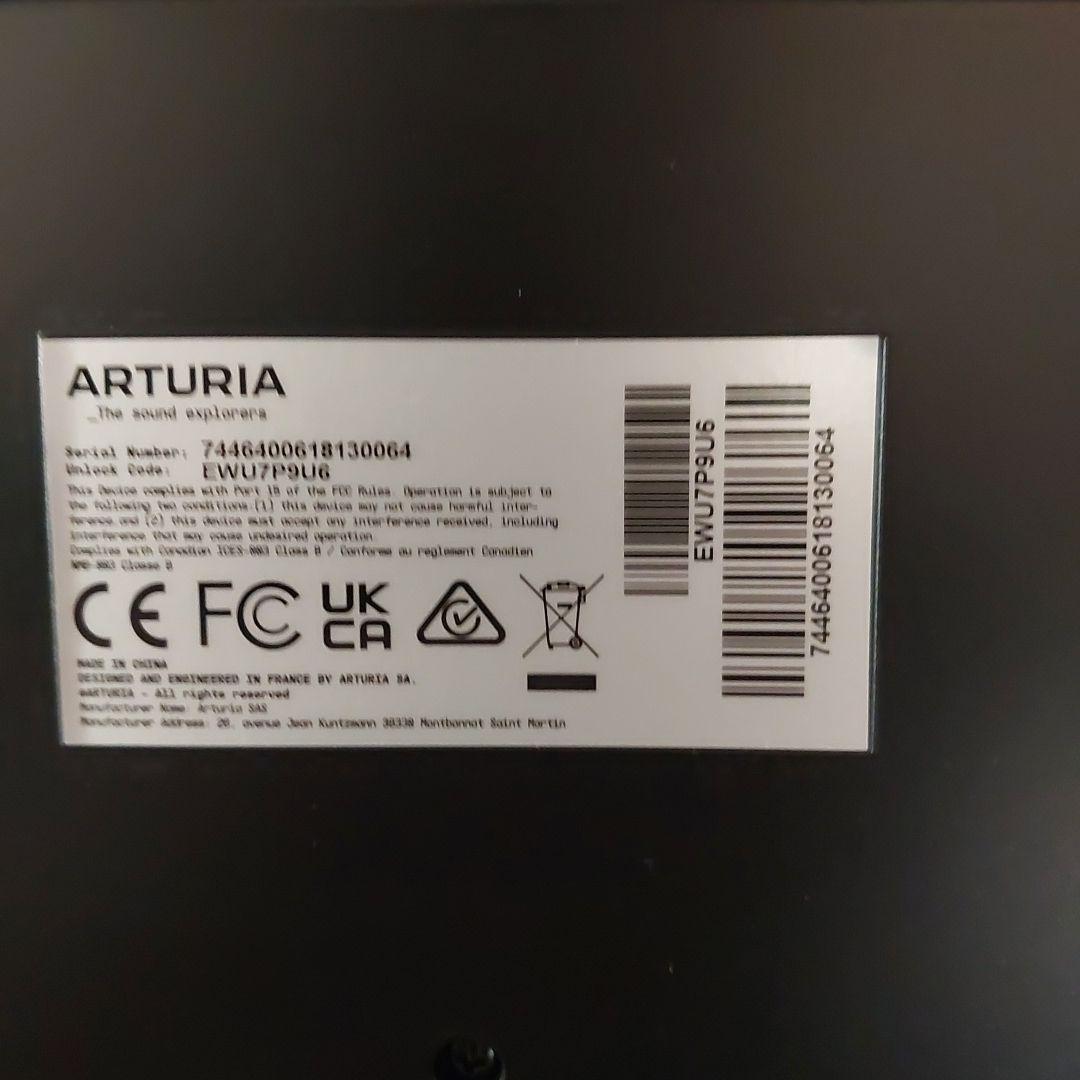 ARTURIA
_The sound explorers
Serial Number: 7446400618130064
Unlock Code: EWU7P9U6
This Device complies with Part 15 of the FCC Rules. Operation is subject to
the following two conditions.(1) this device may not cause harmful inter-
ference.and (2) this device must accept any interference received, including
interference that may cause undesired operation.
Complies with Canadian ICES-003 Class B / Conforme au reglement Canadien
NMB-003 Classe B
CE FC UK
CA
MADE IN CHINA
DESIGNED AND ENGINEERED IN FRANCE BY ARTURIA SA.
©ARTURIA - All rights reserved
Manufacturer Name: Arturia SAS
Manufacturer Address: 26, avenue Jean Kuntzmann 38330 Montbonnot Saint Martin
EWU7P9U6
7446400618130064